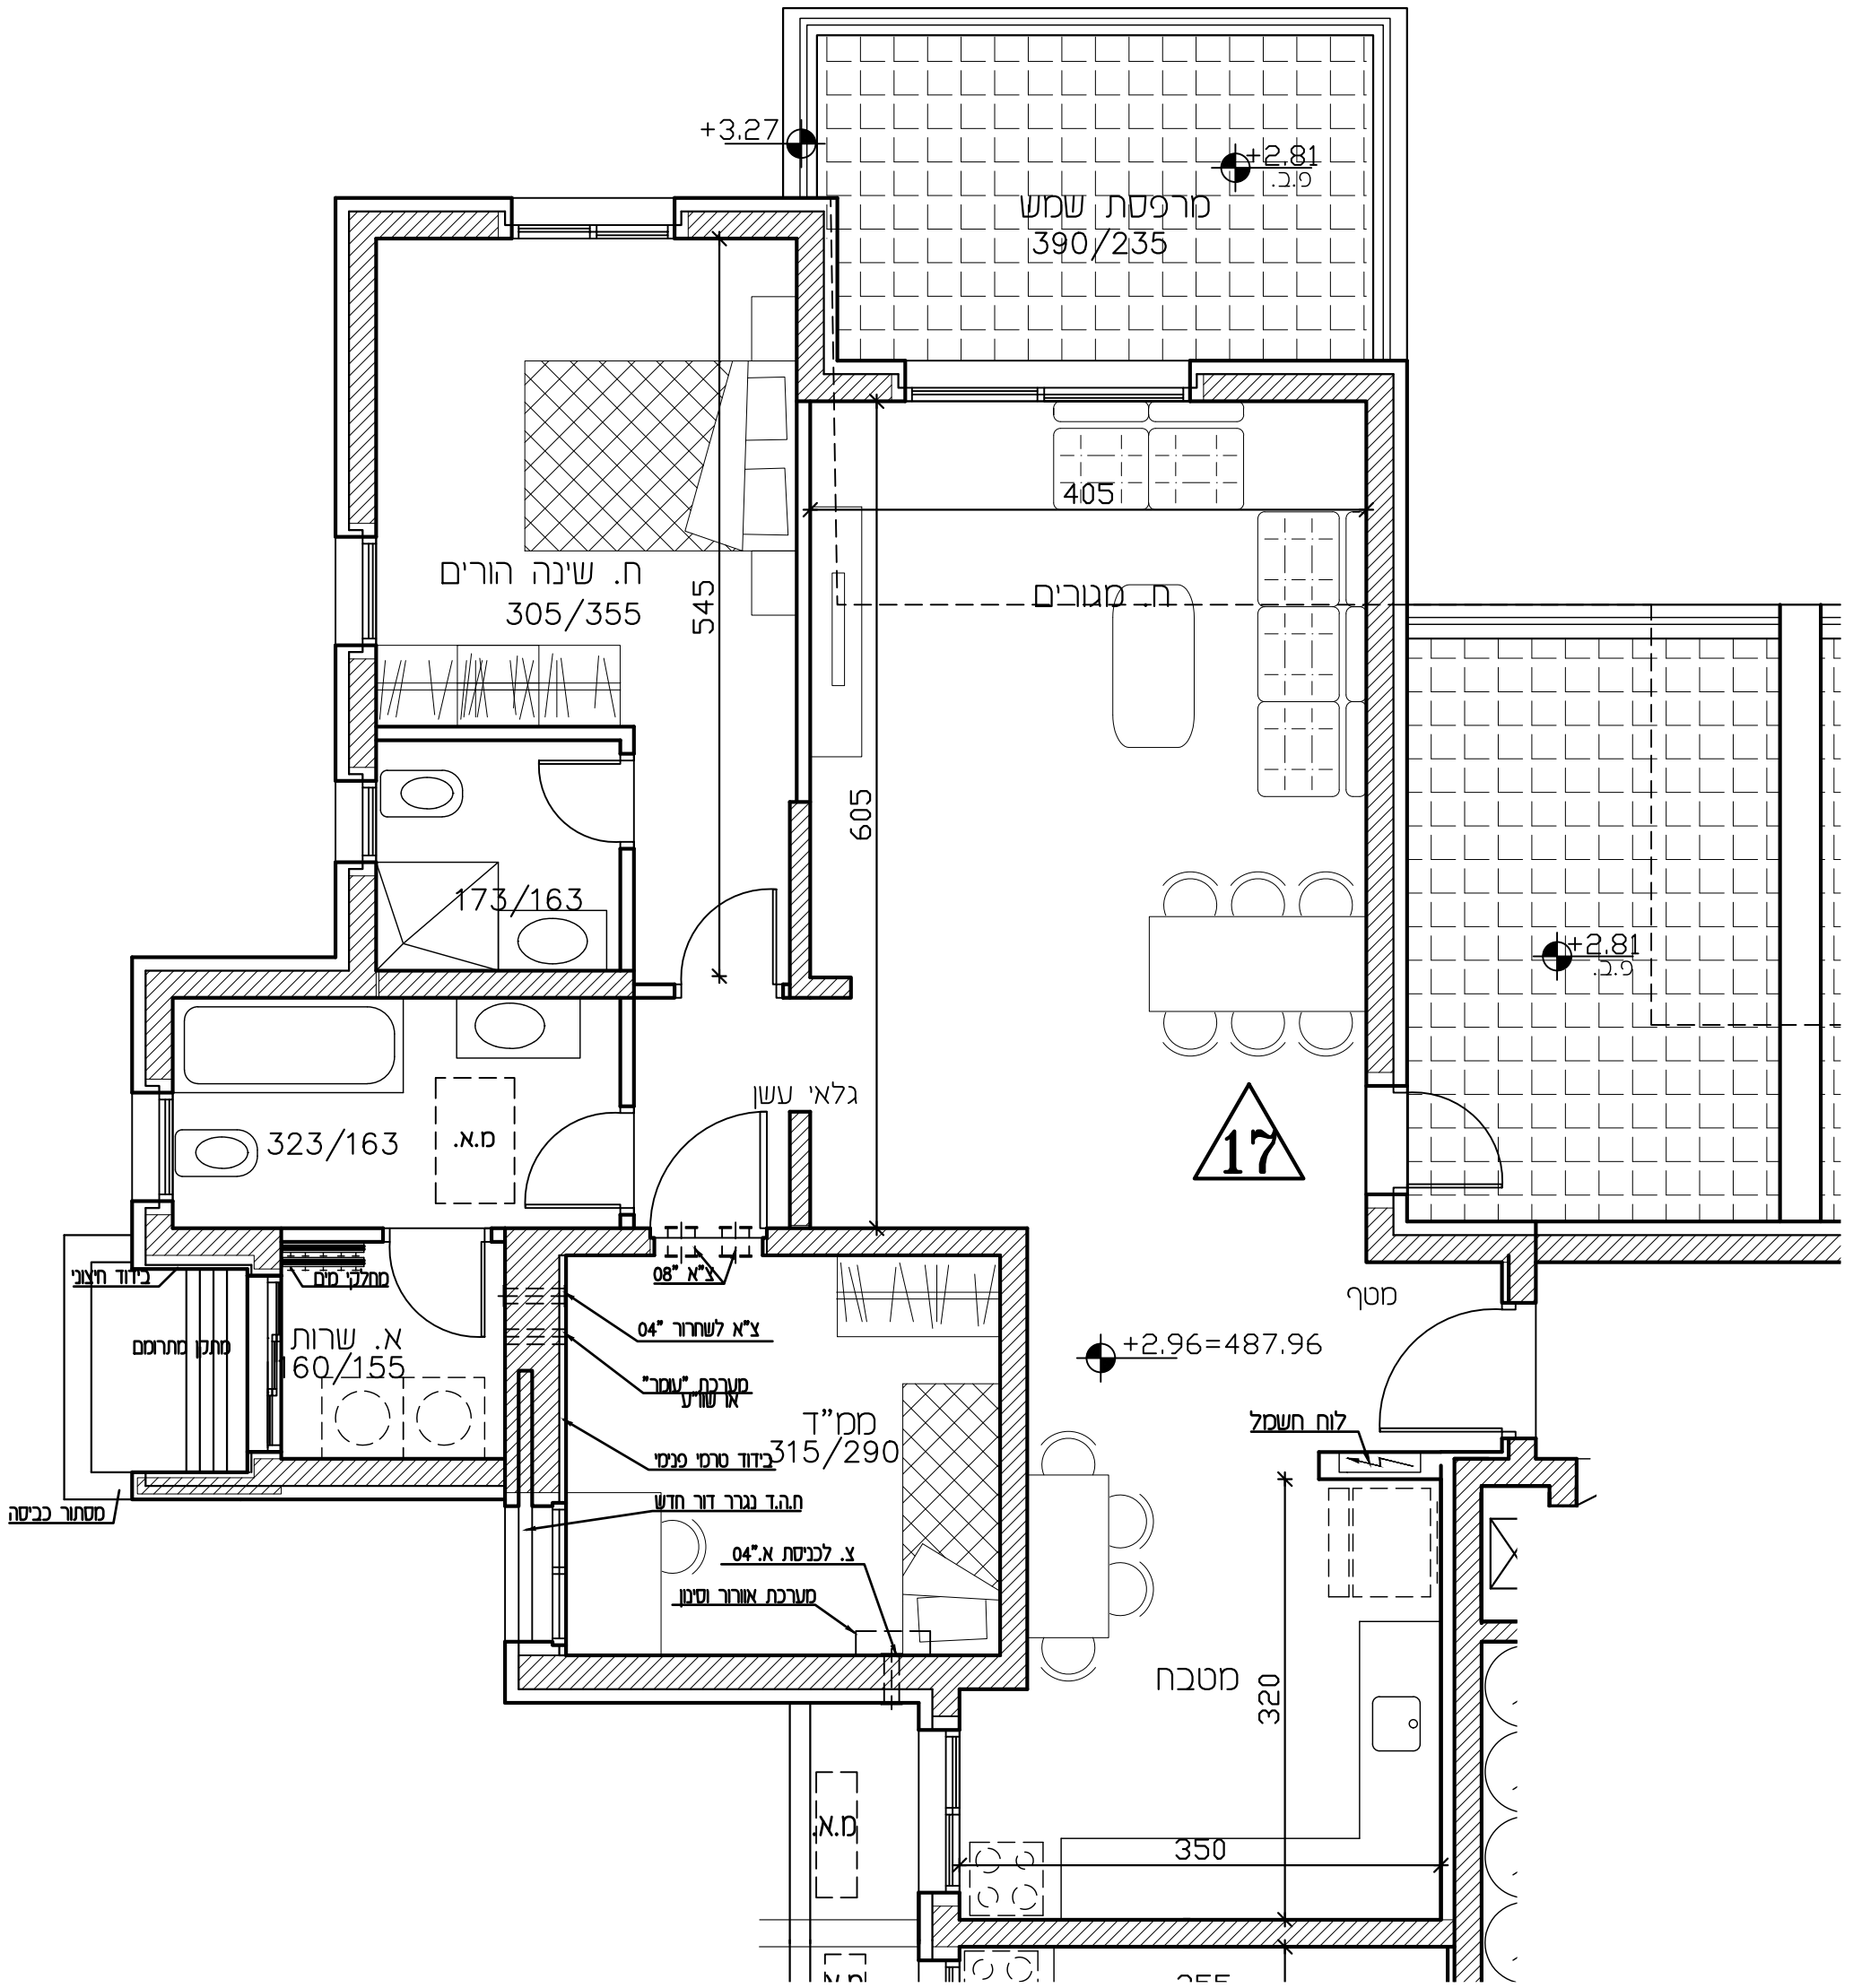 +3.27
+2.81
פ.ב.
מרפסת שמש
390/235
405
ח. שינה הורים
305/355
545
ח. מגורים
605
173/163
+2.81
פ.ב.
גלאי עשן
323/163
מ.א.
17
בידוד חיצוני
מחלקי מים
צ"א "08
מטף
א. שרות
160/155
מתקן מתרומם
צ"א לשחרור "04
+2.96=487.96
מערכת "עומר"
או שוו"ע
ממ"ד
315/290
לוח חשמל
בידוד טרמי פנימי
ח.ה.ד נגרר דור חדש
מסתור כביסה
צ. לכניסת א."04
מערכת אוורור וסינון
מטבח
320
מ.א.
350
מ.א.
355